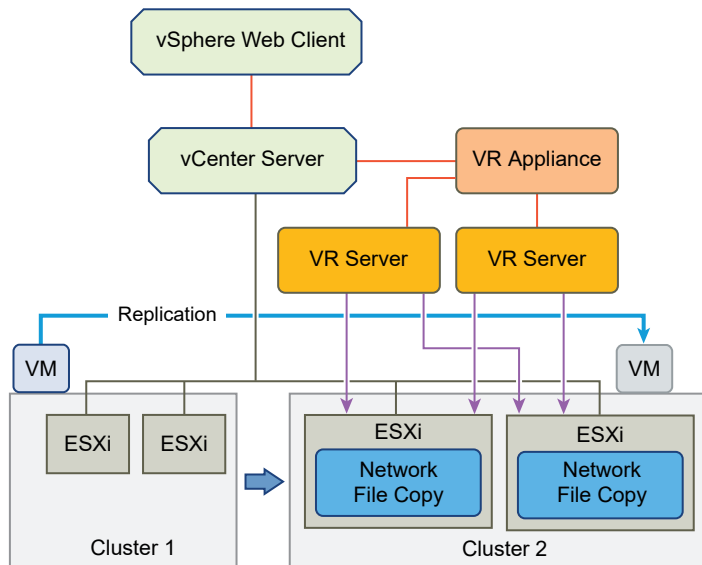 vSphere Web Client
vCenter Server
VR Appliance
VR Server
VR Server
Replication
VM
VM
ESXi
ESXi
ESXi
Network
File Copy
ESXi
Network
File Copy
Cluster 1
Cluster 2